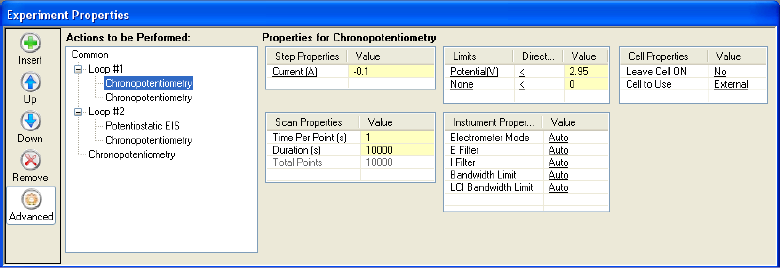 Experiment Properties
Insert
Up
Down
Remove
Advanced
Actions to be Performed:
Common
Loop #1
Chronopotentiometry
Chronopotentiometry
Loop #2
Potentiostatic EIS
Chronopotentiometry
Chronopotentiometry
Properties for Chronopotentiometry
Step Properties Value
Current (A) -0.1
Limits Direct... Value
Potential(V) < 2.95
None < 0
Cell Properties Value
Leave Cell ON No
Cell to Use External
Scan Properties Value
Time Per Point (s) 1
Duration (s) 10000
Total Points 10000
Instrument Proper... Value
Electrometer Mode Auto
E Filter Auto
I Filter Auto
Bandwidth Limit Auto
LCI Bandwidth Limit Auto